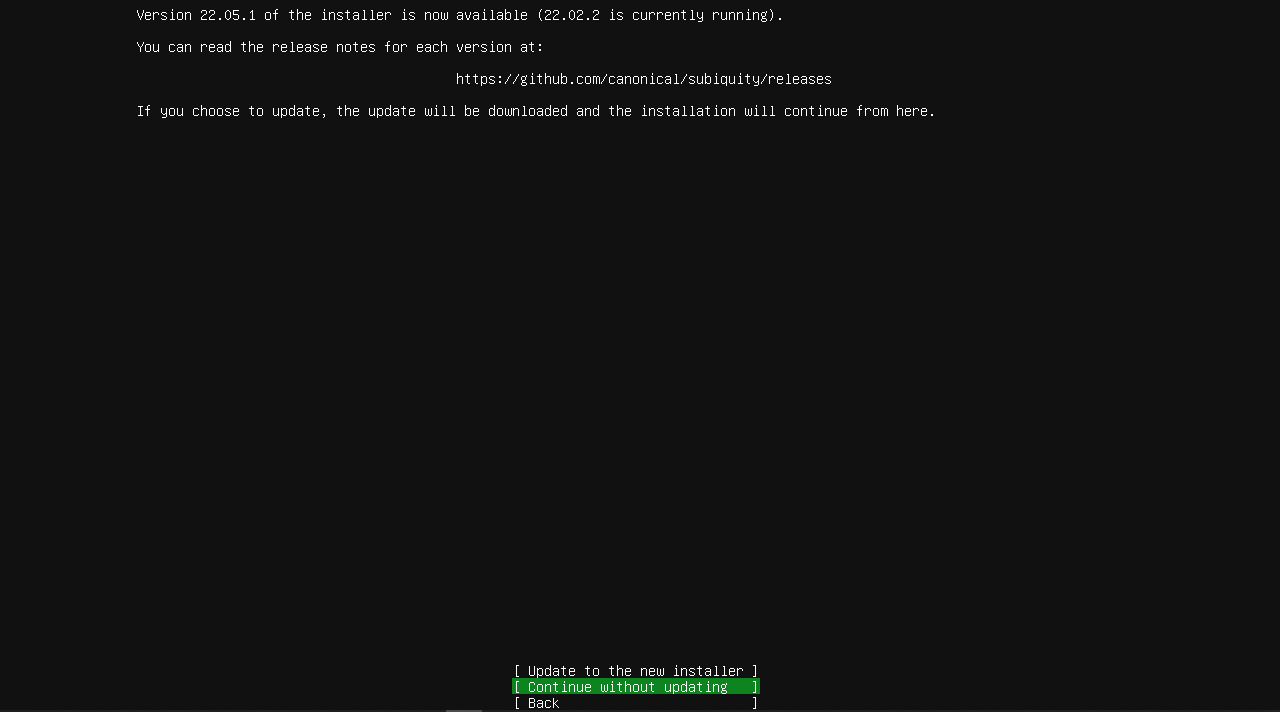 Version 22.05.1 of the installer is now available (22.02.2 is currently running).
You can read the release notes for each version at:
https://github.com/canonical/subiquity/releases
If you choose to update, the update will be downloaded and the installation will continue from here.
[ Update to the new installer ]
[ Continue without updating   ]
[ Back                        ]